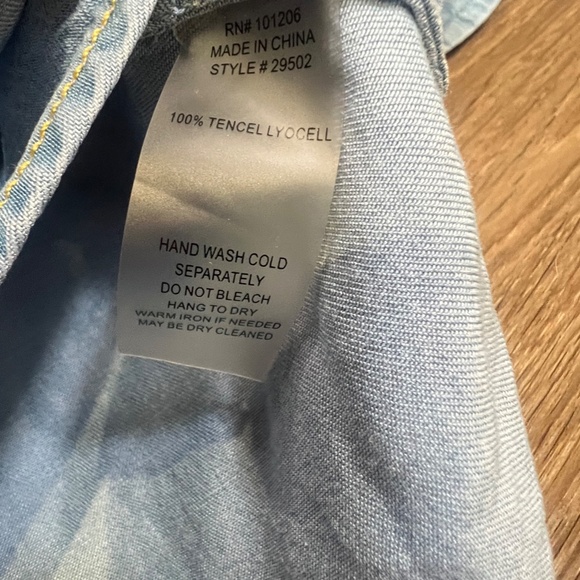 RN# 101206
MADE IN CHINA
STYLE # 29502
100% TENCEL LYOCELL
HAND WASH COLD
SEPARATELY
DO NOT BLEACH
HANG TO DRY
WARM IRON IF NEEDED
MAY BE DRY CLEANED